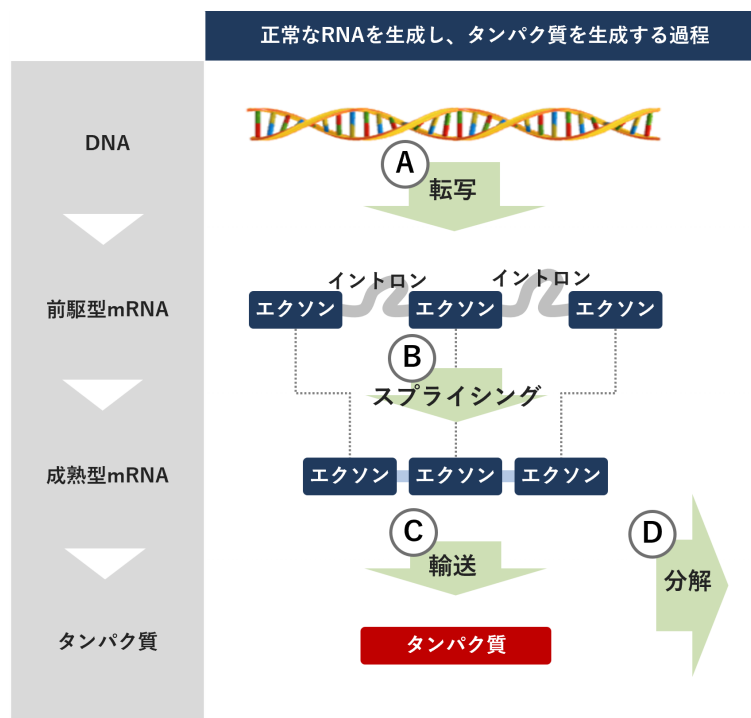 正常なRNAを生成し、タンパク質を生成する過程
DNA
A
転写
イントロン
イントロン
前駆型mRNA
エクソン
エクソン
エクソン
B
スプライシング
成熟型mRNA
エクソン
エクソン
エクソン
C
輸送
D
分解
タンパク質
タンパク質